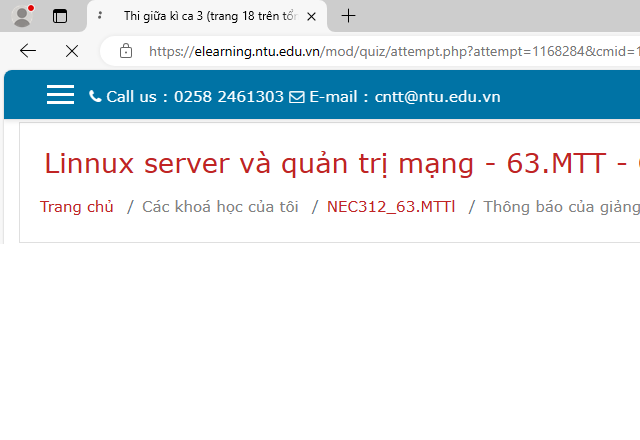 Thi giữa kì ca 3 (trang 18 trên tổn
https://elearning.ntu.edu.vn/mod/quiz/attempt.php?attempt=1168284&cmid=1
Call us : 0258 2461303 E-mail : cntt@ntu.edu.vn
Linnux server và quản trị mạng - 63.MTT -
Trang chủ / Các khoá học của tôi / NEC312_63.MTTl / Thông báo của giảng